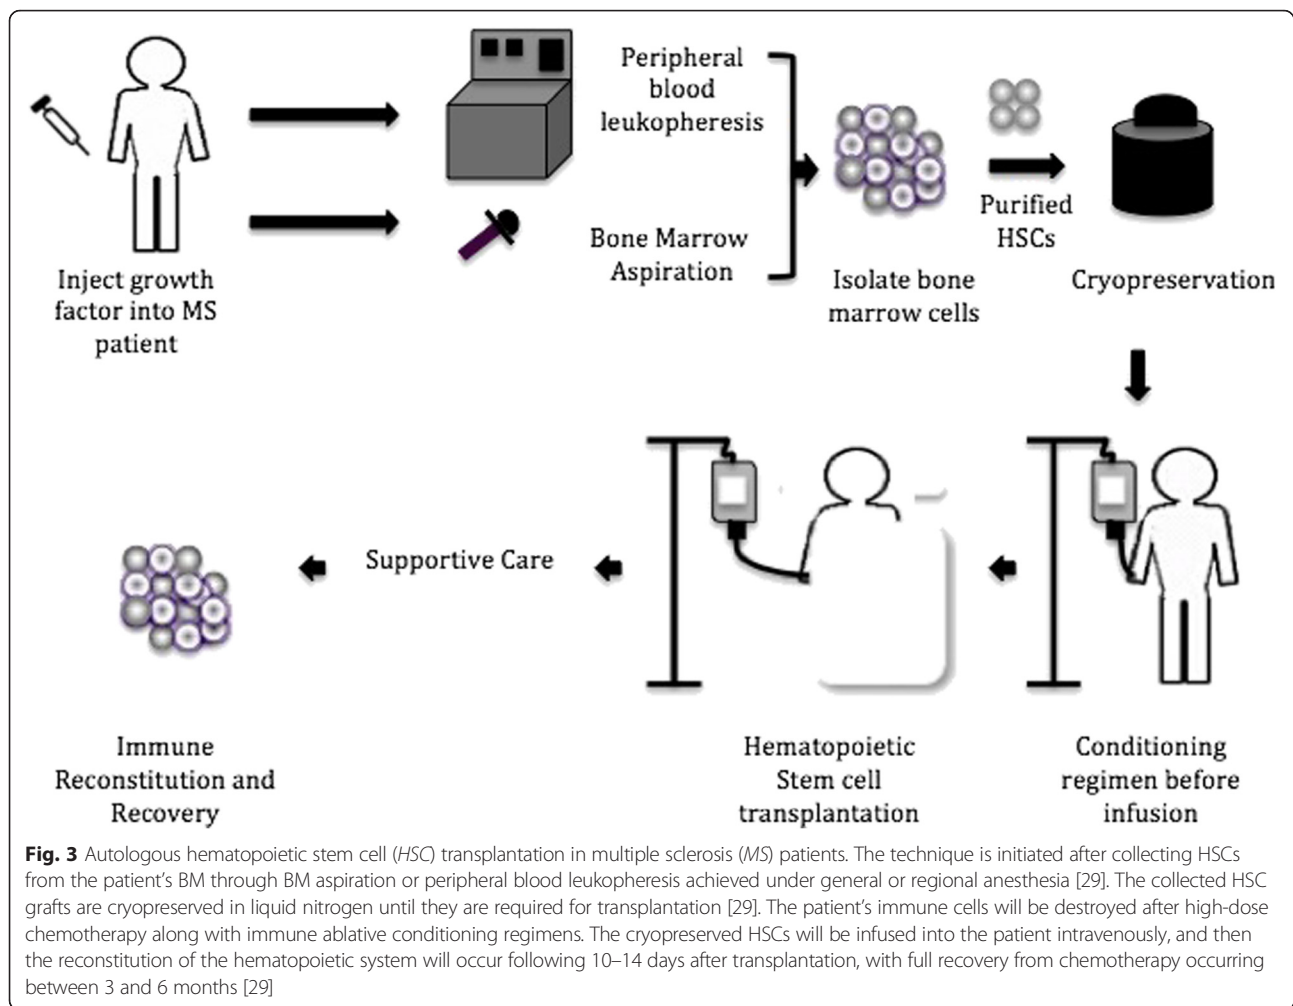 Inject growth
factor into MS
patient
Peripheral
blood
leukopheresis
Bone Marrow
Aspiration
Isolate bone
marrow cells
Purified
HSCs
Cryopreservation
Conditioning
regimen before
infusion
Hematopoietic
Stem cell
transplantation
Supportive Care
Immune
Reconstitution and
Recovery
Fig. 3 Autologous hematopoietic stem cell (HSC) transplantation in multiple sclerosis (MS) patients. The technique is initiated after collecting HSCs
from the patient's BM through BM aspiration or peripheral blood leukopheresis achieved under general or regional anesthesia [29]. The collected HSC
grafts are cryopreserved in liquid nitrogen until they are required for transplantation [29]. The patient's immune cells will be destroyed after high-dose
chemotherapy along with immune ablative conditioning regimens. The cryopreserved HSCs will be infused into the patient intravenously, and then
the reconstitution of the hematopoietic system will occur following 10–14 days after transplantation, with full recovery from chemotherapy occurring
between 3 and 6 months [29]